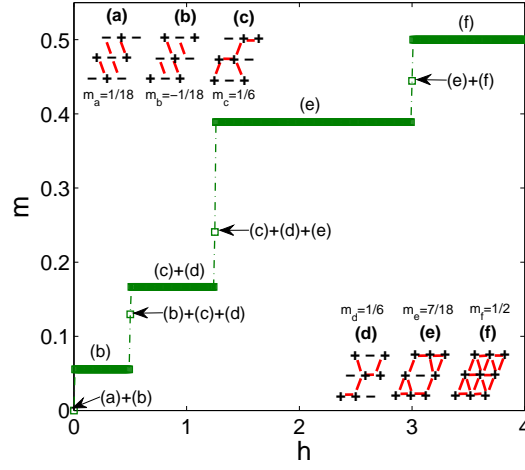 (a) (b) (c)
m_a=1/18 m_b=−1/18 m_c=1/6
(f)
(e)+(f)
(e)
(c)+(d)+(e)
(c)+(d)
(b)+(c)+(d)
(b)
(a)+(b)
m_d=1/6 m_e=7/18 m_f=1/2
(d) (e) (f)
0.5
0.4
0.3
0.2
0.1
0
m
0 1 2 3 4
h